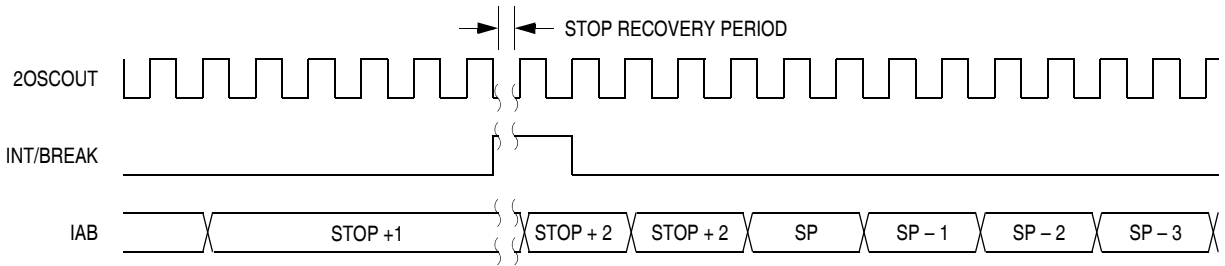 STOP RECOVERY PERIOD
2OSCOUT
INT/BREAK
IAB
STOP +1
STOP + 2
STOP + 2
SP
SP – 1
SP – 2
SP – 3